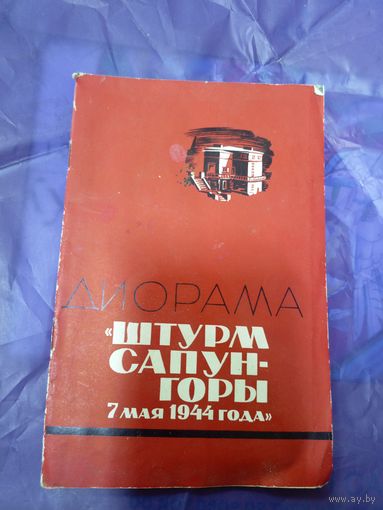 ДИОРАМА
«ШТУРМ
САПУН-
ГОРЫ
7 МАЯ 1944 ГОДА»
www.ay.by